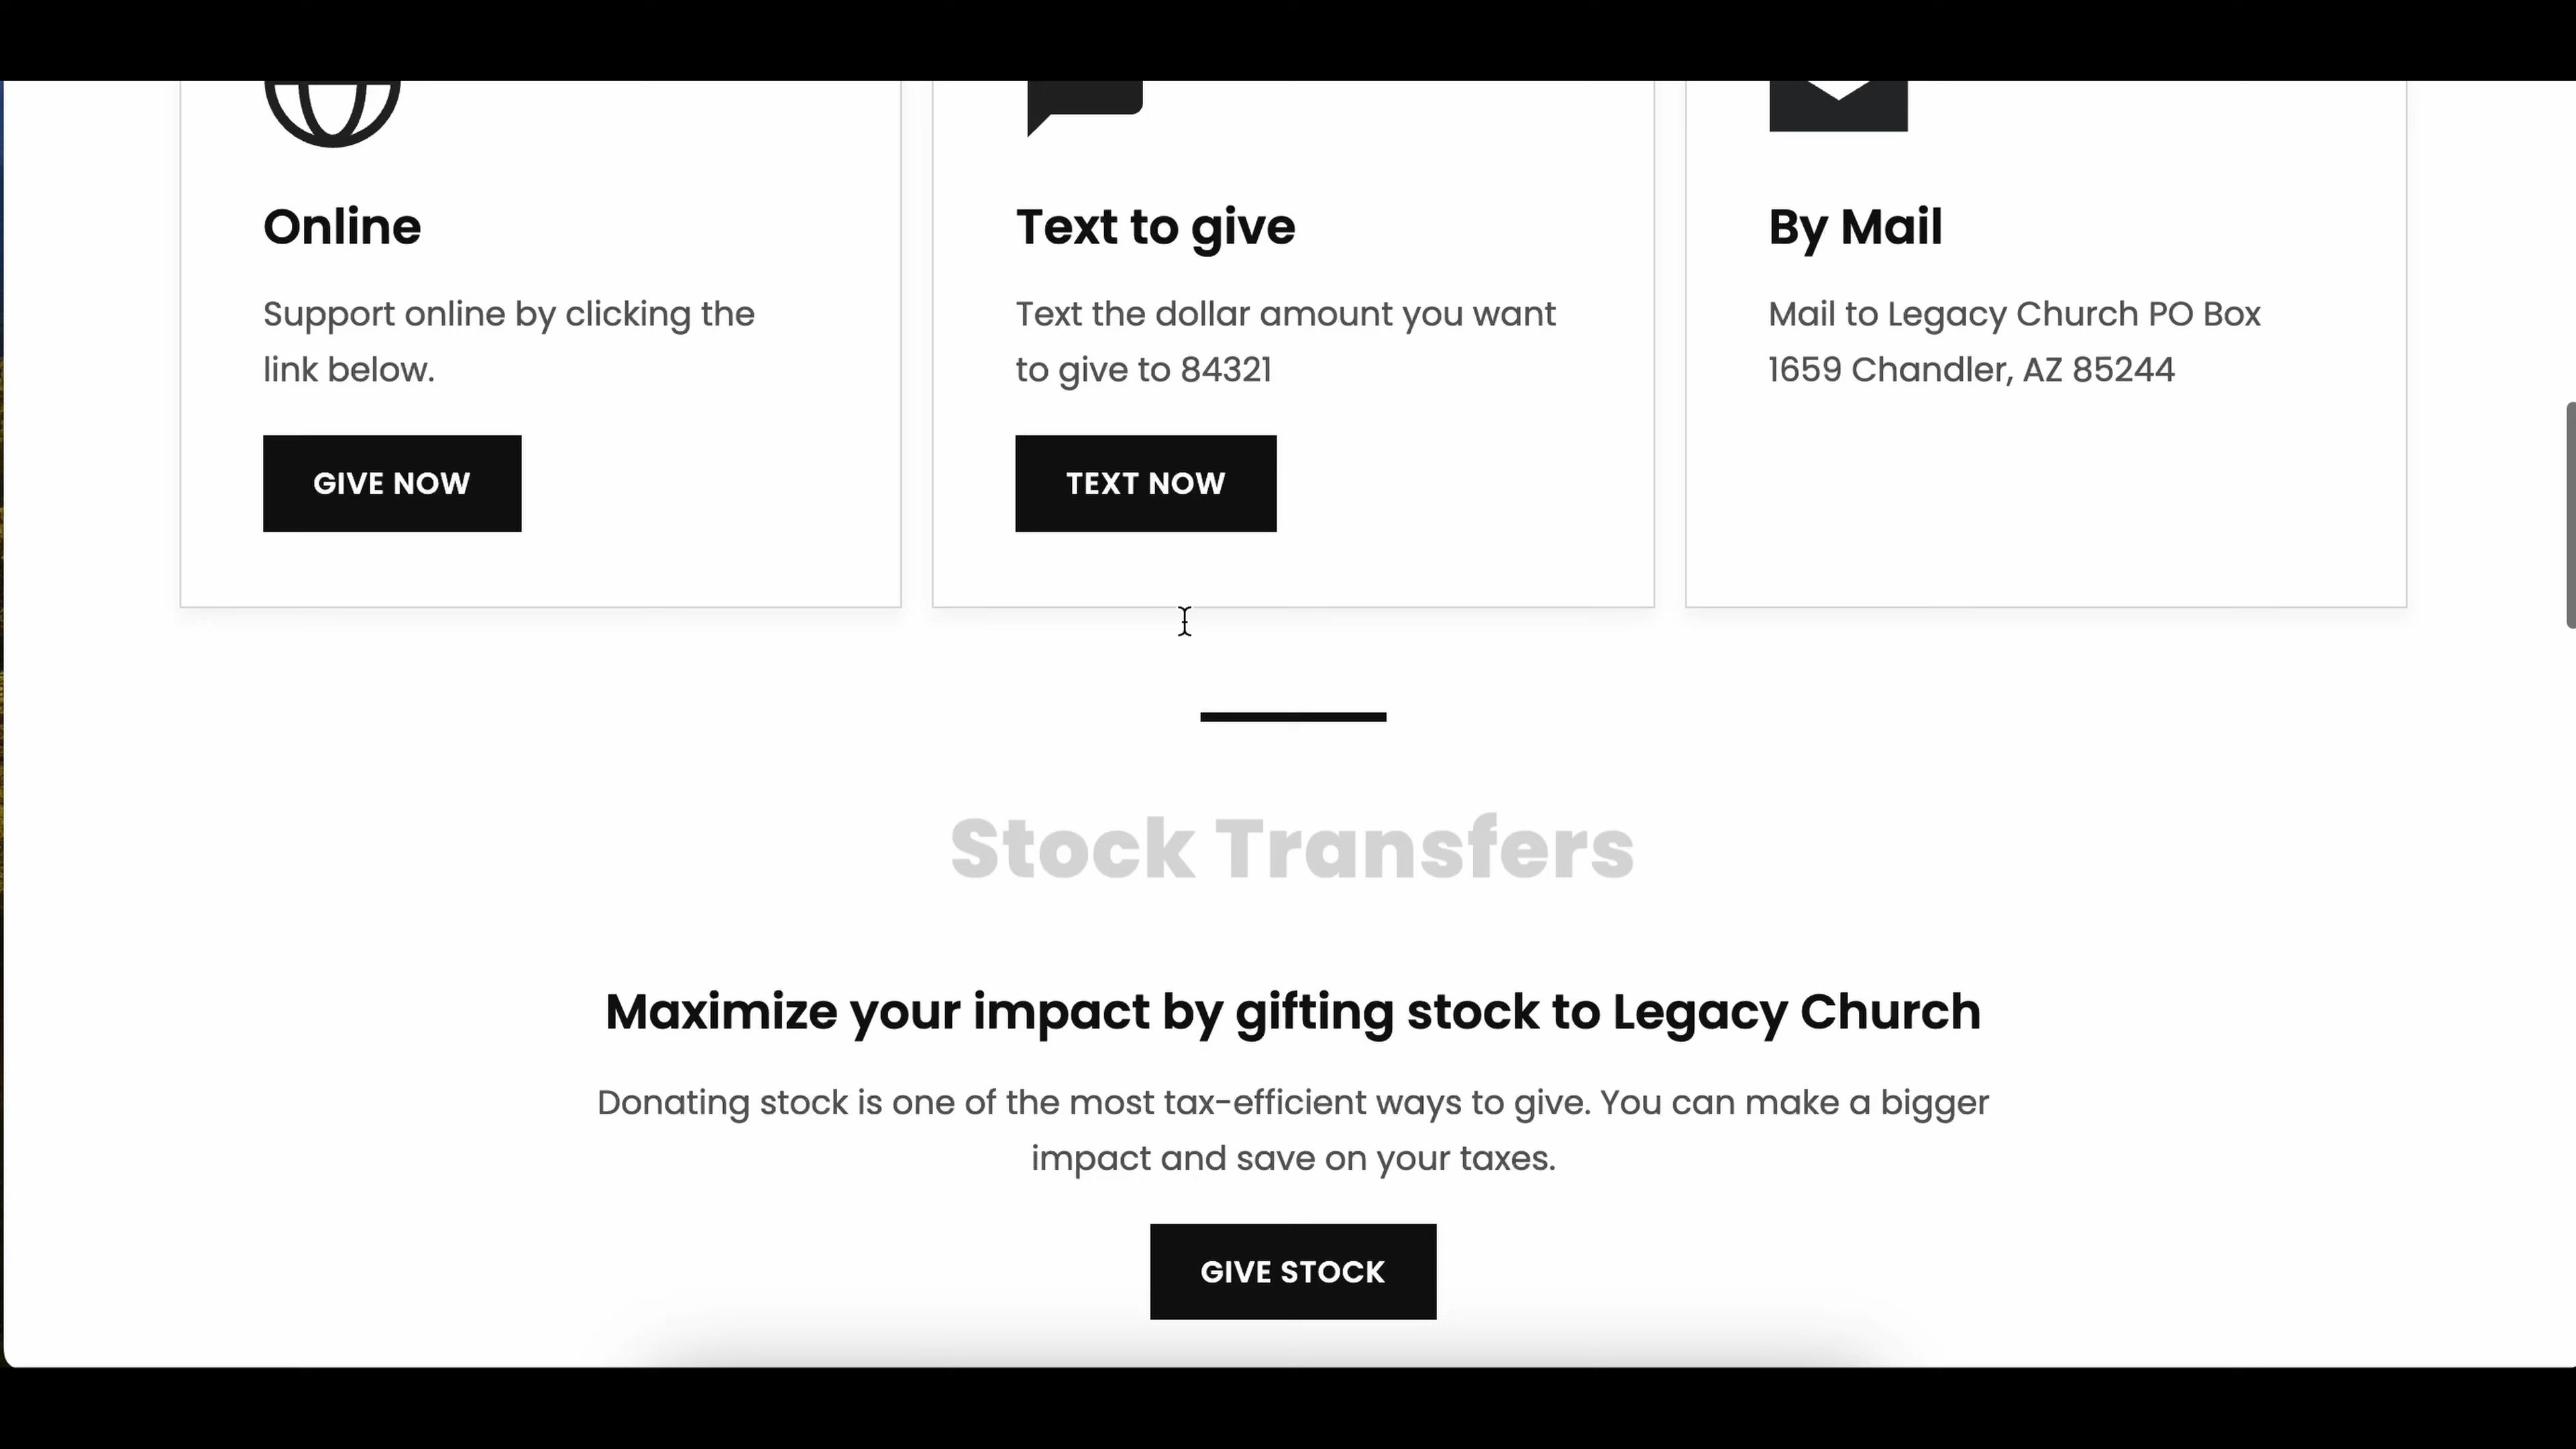 Online
Support online by clicking the
link below.
GIVE NOW
Text to give
Text the dollar amount you want
to give to 84321
TEXT NOW
By Mail
Mail to Legacy Church PO Box
1659 Chandler, AZ 85244
Stock Transfers
Maximize your impact by gifting stock to Legacy Church
Donating stock is one of the most tax-efficient ways to give. You can make a bigger
impact and save on your taxes.
GIVE STOCK